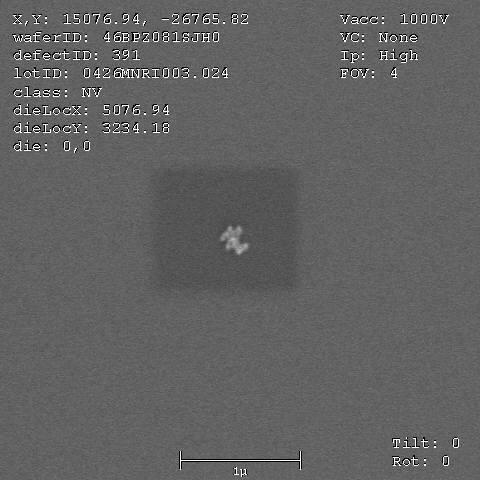 X,Y: 15076.94, -26765.82
waferID: 46BPZ081SJH0
defectID: 391
lotID: 0426MNRI003.024
class: NV
dieLocX: 5076.94
dieLocY: 3234.18
die: 0,0
Vacc: 1000V
VC: None
Ip: High
FOV: 4
Tilt: 0
Rot: 0
1µ